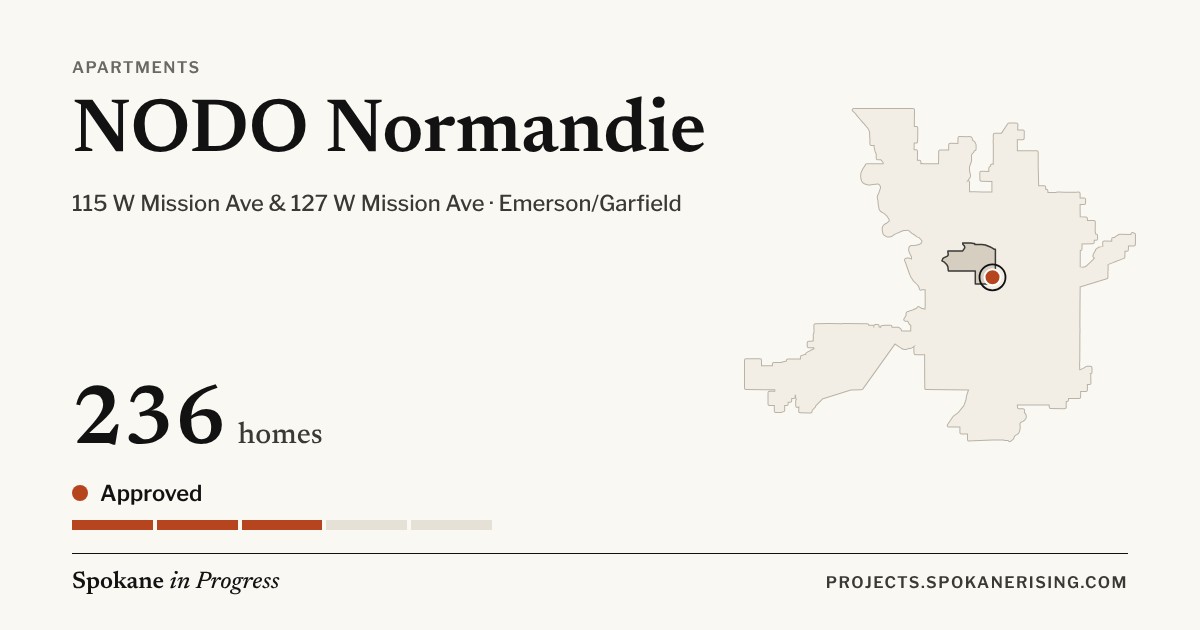 APARTMENTS
NODO Normandie
115 W Mission Ave & 127 W Mission Ave · Emerson/Garfield
236 homes
Approved
Spokane in Progress
PROJECTS.SPOKANERISING.COM